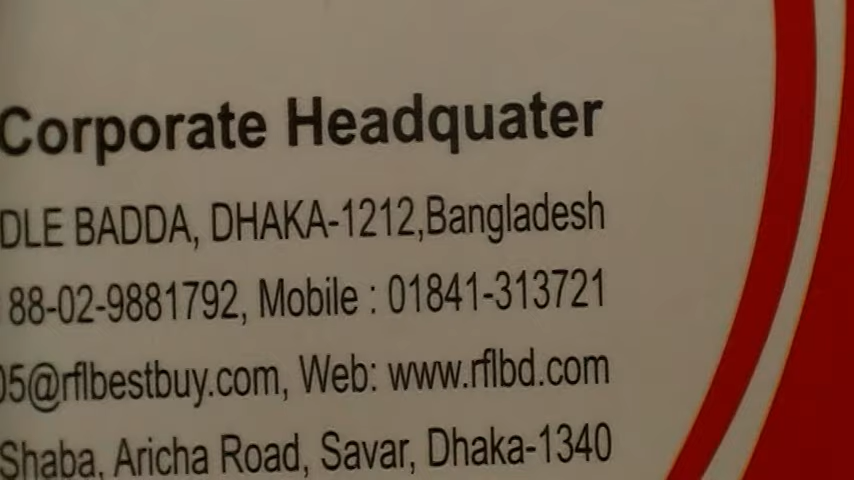 Corporate Headquater
DLE BADDA, DHAKA-1212,Bangladesh
88-02-9881792, Mobile : 01841-313721
05@rflbestbuy.com, Web: www.rflbd.com
Shaba, Aricha Road, Savar, Dhaka-1340